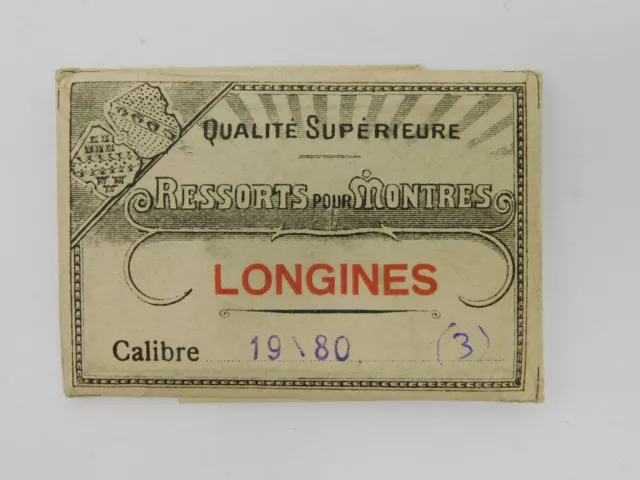 QUALITÉ SUPÉRIEURE
RESSORTS POUR MONTRES
LONGINES
Calibre 19\80 (3)